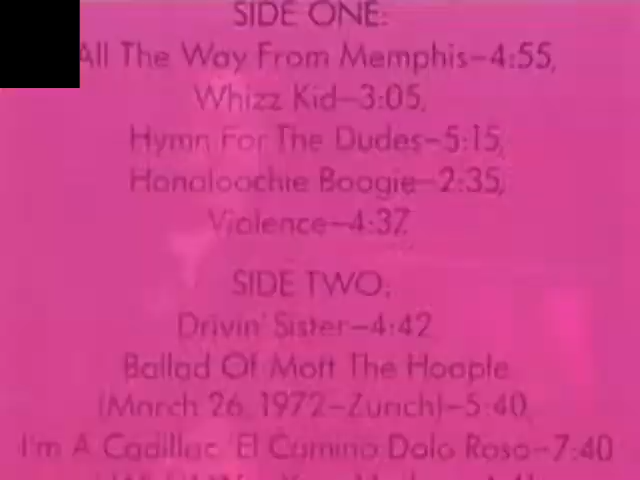 SIDE ONE:
All The Way From Memphis–4:55,
Whizz Kid–3:05,
Hymn For The Dudes–5:15,
Honaloochie Boogie–2:35,
Violence–4:37,
SIDE TWO:
Drivin' Sister–4:42
Ballad Of Mott The Hoople
(March 26, 1972–Zurich)–5:40,
I'm A Cadillac 'El Camino Dolo Roso–7:40